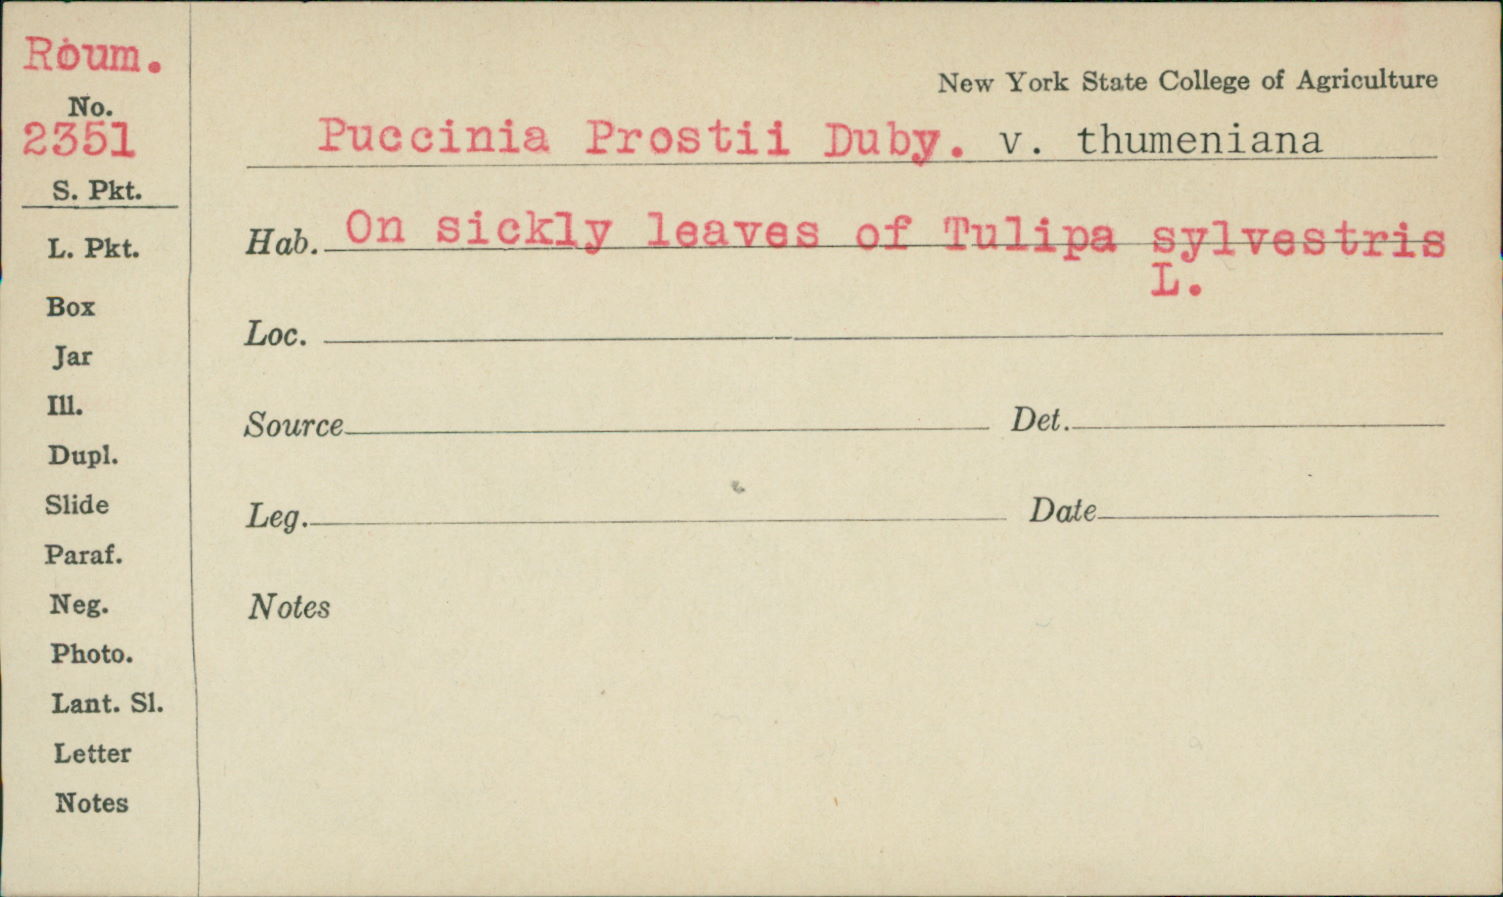 Roum.
No.
2351
S. Pkt.
L. Pkt.
Box
Jar
Ill.
Dupl.
Slide
Paraf.
Neg.
Photo.
Lant. Sl.
Letter
Notes
New York State College of Agriculture
Puccinia Prostii Duby. v. thumeniana
Hab. On sickly leaves of Tulipa sylvestris
L.
Loc.
Source Det.
Leg. Date
Notes